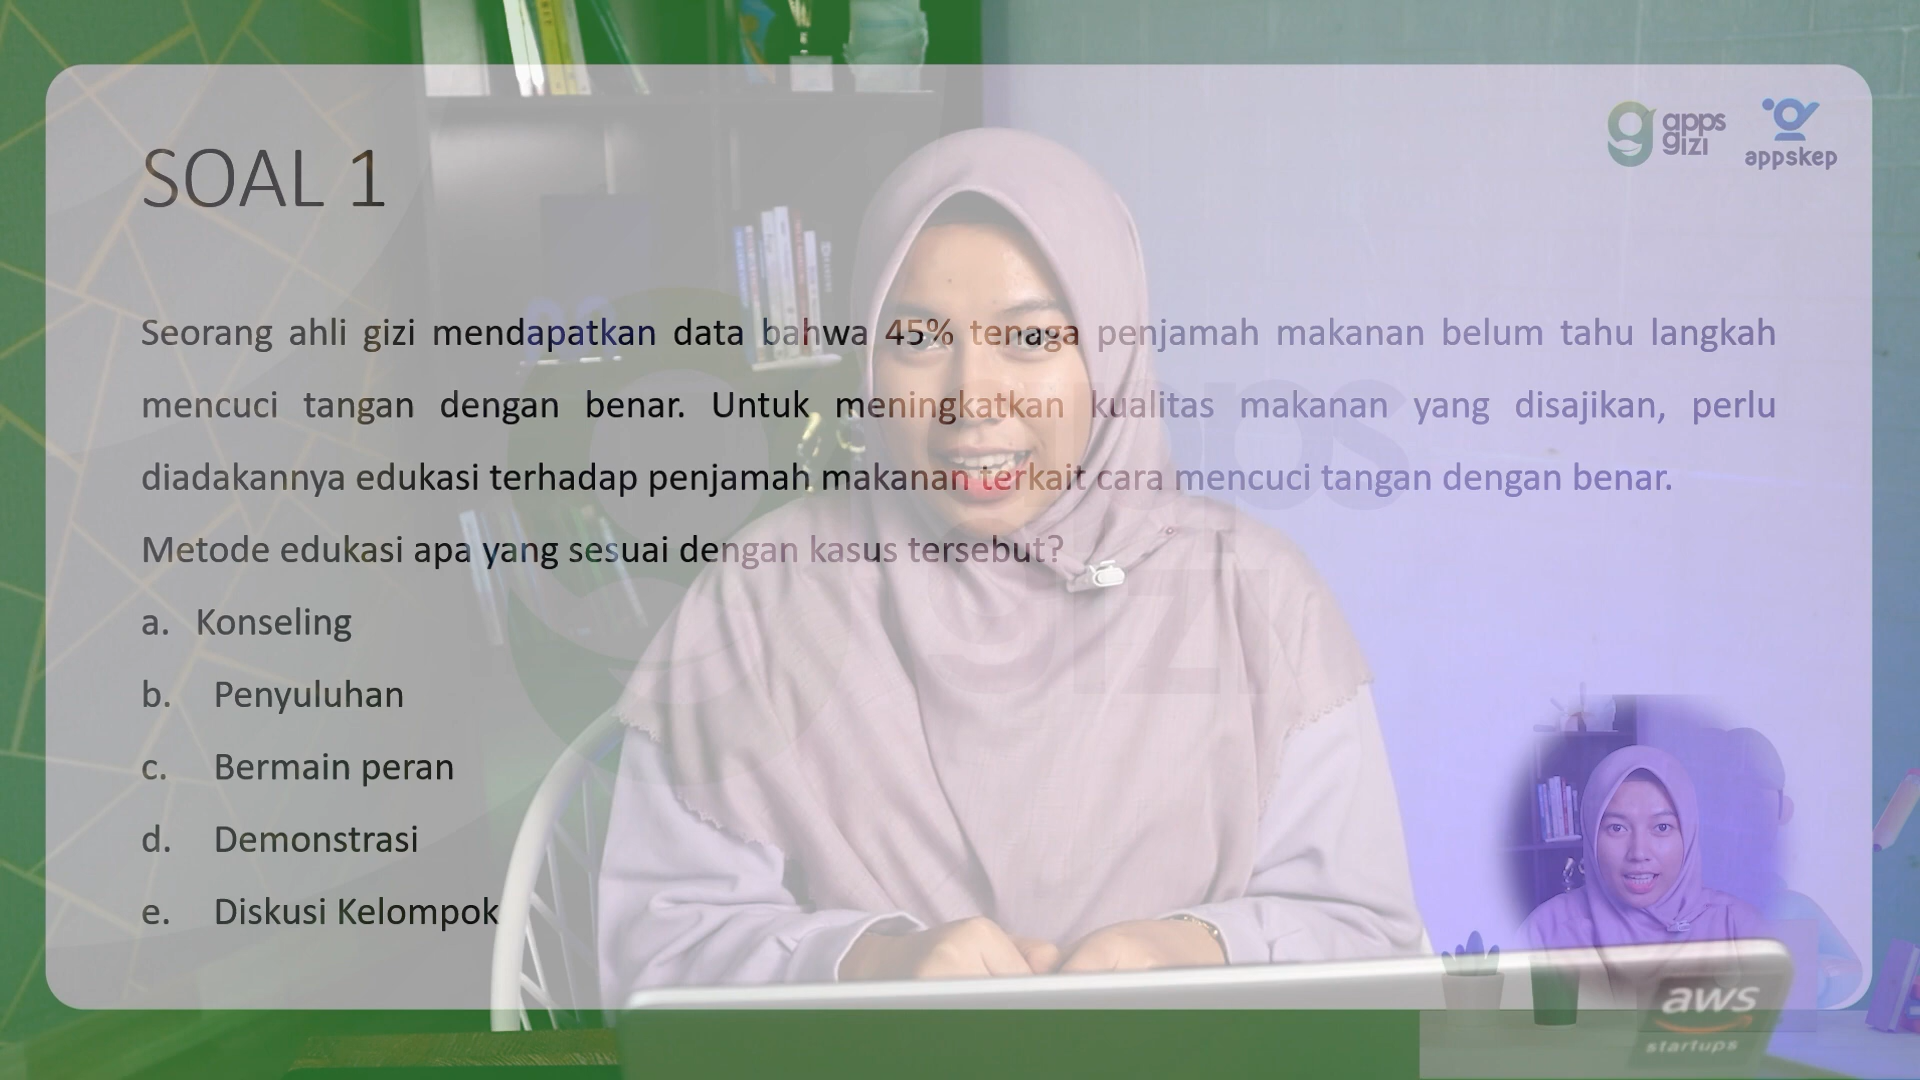 apps
gizi
appskep
SOAL 1
Seorang ahli gizi mendapatkan data bahwa 45% tenaga penjamah makanan belum tahu langkah
mencuci tangan dengan benar. Untuk meningkatkan kualitas makanan yang disajikan, perlu
diadakannya edukasi terhadap penjamah makanan terkait cara mencuci tangan dengan benar.
Metode edukasi apa yang sesuai dengan kasus tersebut?
a. Konseling
b. Penyuluhan
c. Bermain peran
d. Demonstrasi
e. Diskusi Kelompok
apps
gizi
aws
startups